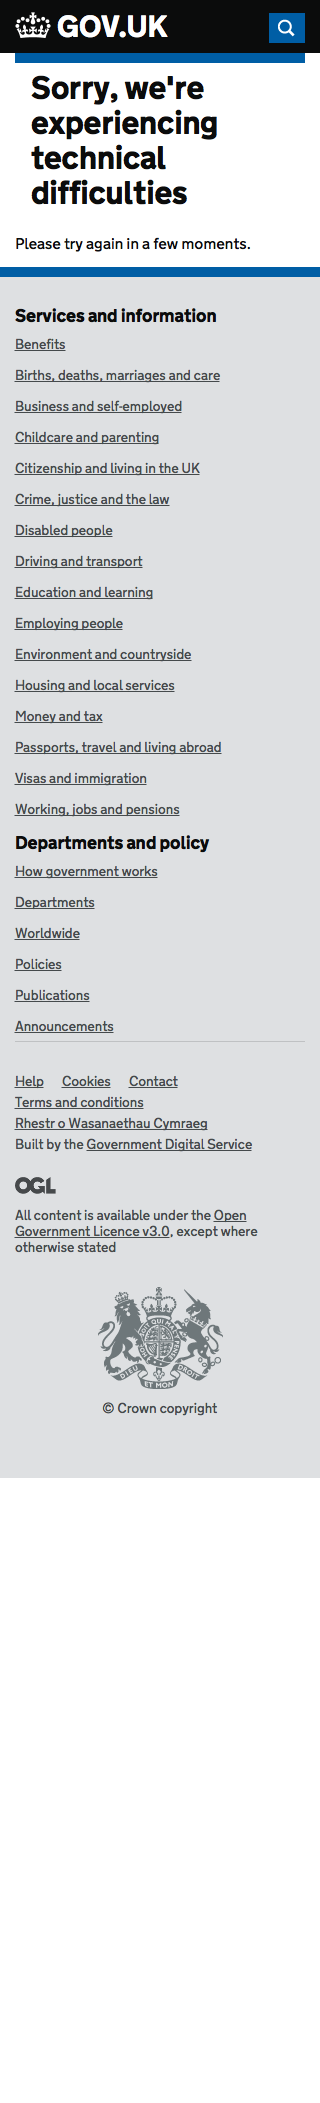 GOV.UK
Sorry, we're
experiencing
technical
difficulties
Please try again in a few moments.
Services and information
Benefits
Births, deaths, marriages and care
Business and self-employed
Childcare and parenting
Citizenship and living in the UK
Crime, justice and the law
Disabled people
Driving and transport
Education and learning
Employing people
Environment and countryside
Housing and local services
Money and tax
Passports, travel and living abroad
Visas and immigration
Working, jobs and pensions
Departments and policy
How government works
Departments
Worldwide
Policies
Publications
Announcements
Help Cookies Contact
Terms and conditions
Rhestr o Wasanaethau Cymraeg
Built by the Government Digital Service
OGL
All content is available under the Open
Government Licence v3.0, except where
otherwise stated
DIEU ET MON DROIT
© Crown copyright